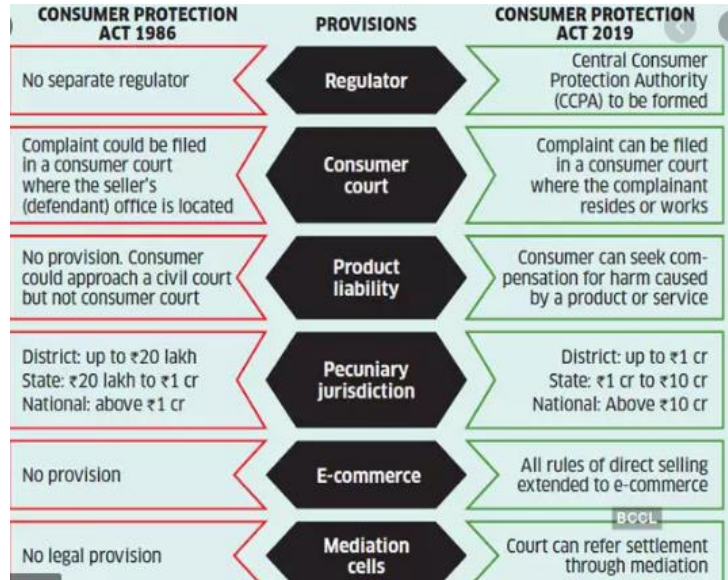 CONSUMER PROTECTION
ACT 1986
PROVISIONS
CONSUMER PROTECTION
ACT 2019
No separate regulator
Regulator
Central Consumer
Protection Authority
(CCPA) to be formed
Complaint could be filed
in a consumer court
where the seller's
(defendant) office is located
Consumer
court
Complaint can be filed
in a consumer court
where the complainant
resides or works
No provision. Consumer
could approach a civil court
but not consumer court
Product
liability
Consumer can seek com-
pensation for harm caused
by a product or service
District: up to ₹20 lakh
State: ₹20 lakh to ₹1 cr
National: above ₹1 cr
Pecuniary
jurisdiction
District: up to ₹1 cr
State: ₹1 cr to ₹10 cr
National: Above ₹10 cr
No provision
E-commerce
All rules of direct selling
extended to e-commerce
BCCL
No legal provision
Mediation
cells
Court can refer settlement
through mediation